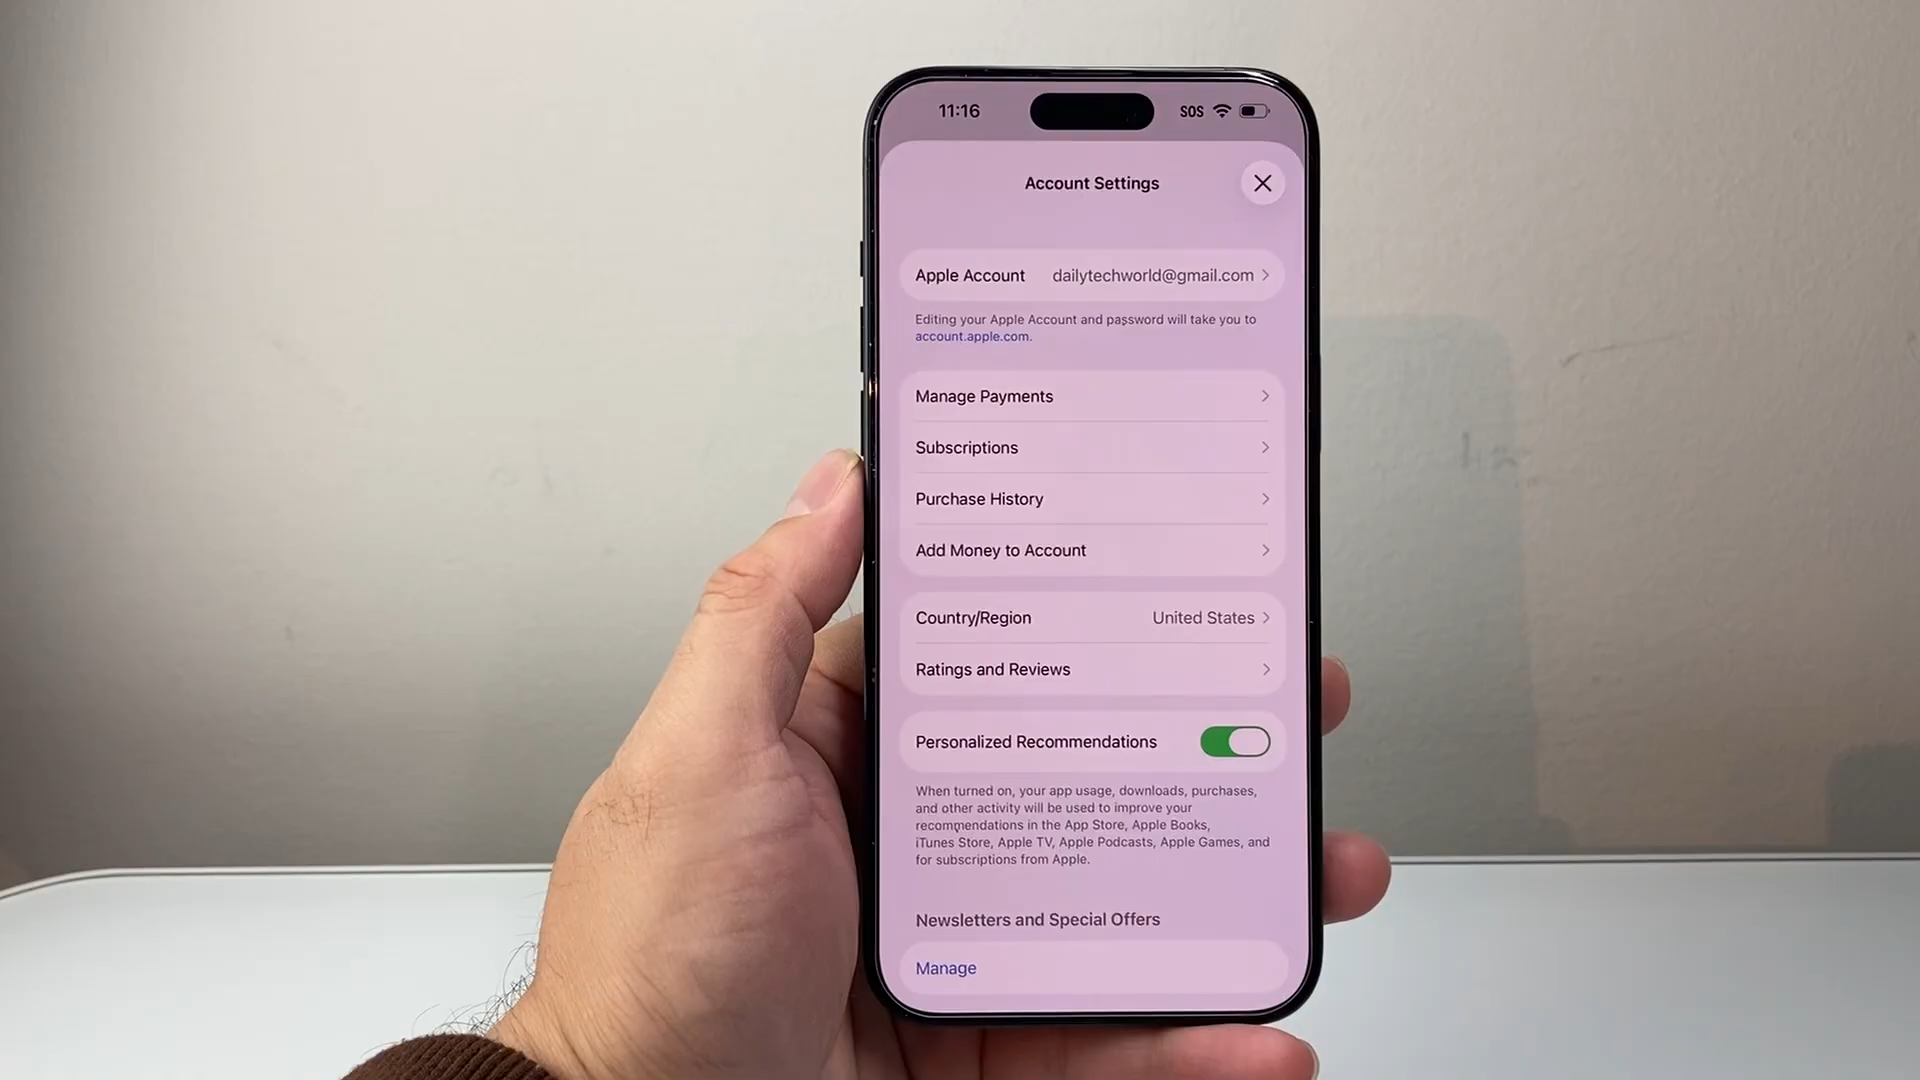 11:16 SOS
Account Settings
Apple Account dailytechworld@gmail.com
Editing your Apple Account and password will take you to
account.apple.com.
Manage Payments
Subscriptions
Purchase History
Add Money to Account
Country/Region United States
Ratings and Reviews
Personalized Recommendations
When turned on, your app usage, downloads, purchases,
and other activity will be used to improve your
recommendations in the App Store, Apple Books,
iTunes Store, Apple TV, Apple Podcasts, Apple Games, and
for subscriptions from Apple.
Newsletters and Special Offers
Manage